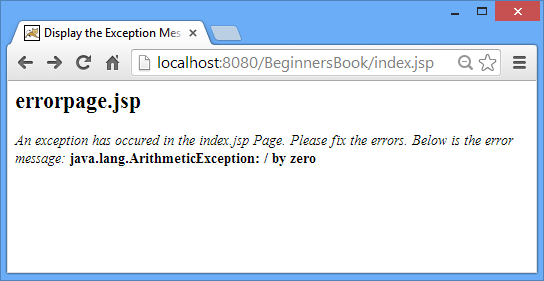 Display the Exception Mes
localhost:8080/BeginnersBook/index.jsp
errorpage.jsp
An exception has occured in the index.jsp Page. Please fix the errors. Below is the error
message: java.lang.ArithmeticException: / by zero